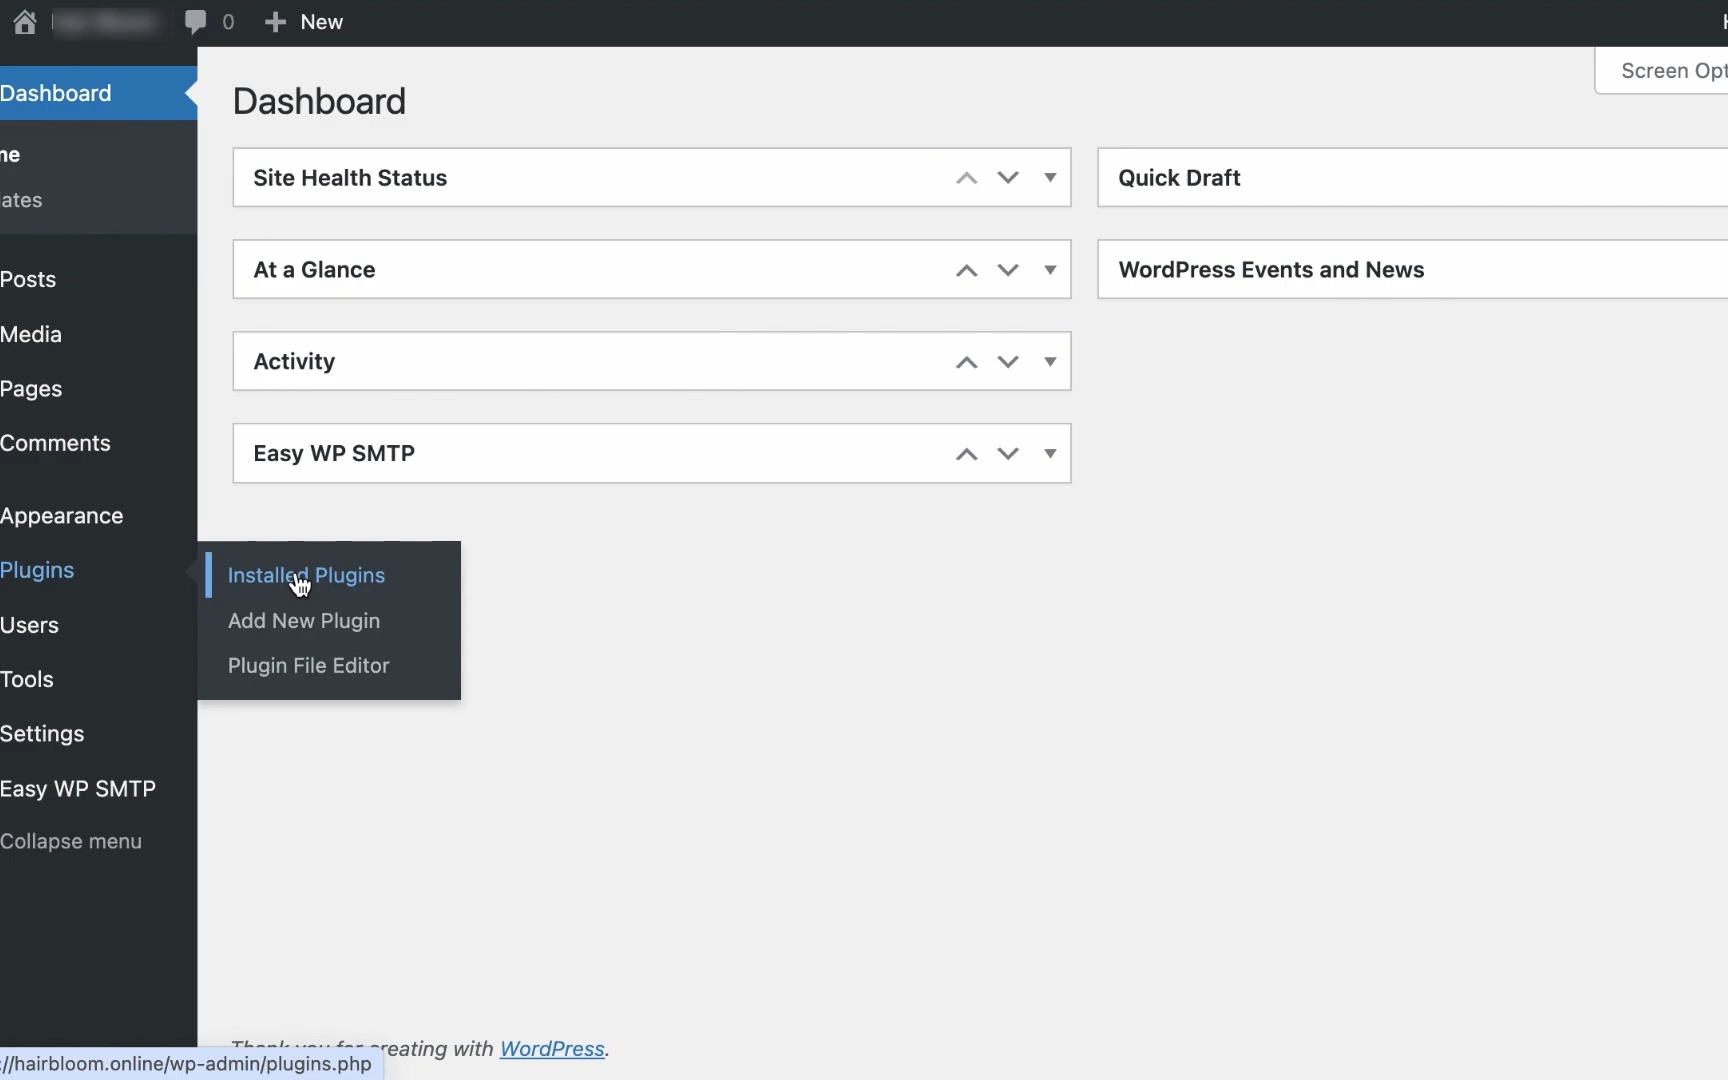 0
New
Screen Opt
Dashboard
me
ates
Posts
Media
Pages
Comments
Appearance
Plugins
Users
Tools
Settings
Easy WP SMTP
Collapse menu
Dashboard
Site Health Status
At a Glance
Activity
Easy WP SMTP
Quick Draft
WordPress Events and News
Installed Plugins
Add New Plugin
Plugin File Editor
Thank you for creating with WordPress.
://hairbloom.online/wp-admin/plugins.php